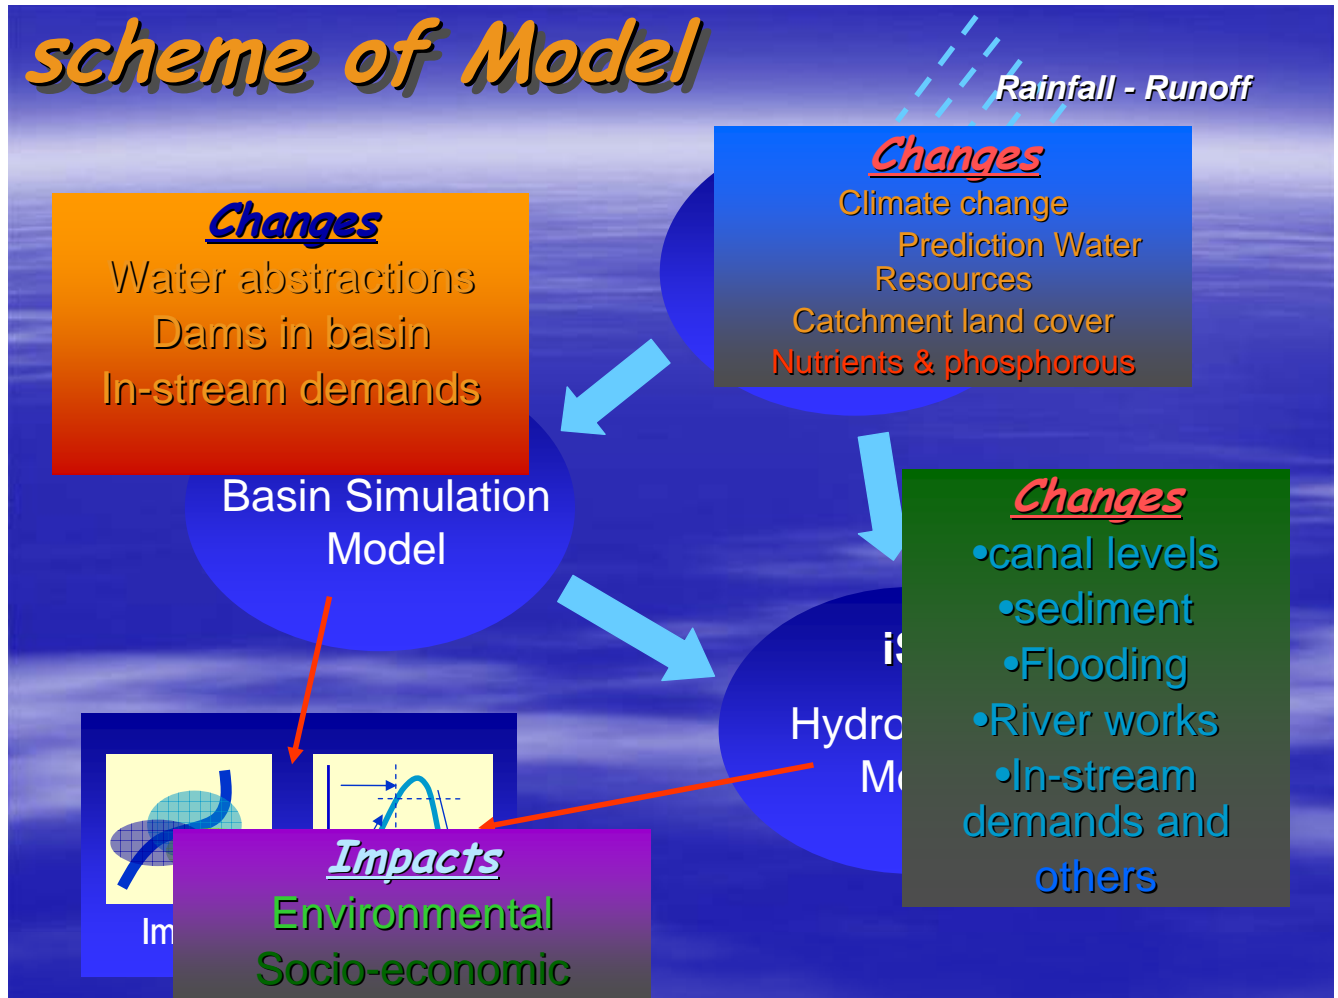 scheme of Model
Rainfall - Runoff
Changes
Climate change
Prediction Water
Resources
Catchment land cover
Nutrients & phosphorous
Changes
Water abstractions
Dams in basin
In-stream demands
Basin Simulation
Model
Changes
•canal levels
•sediment
•Flooding
•River works
•In-stream
demands and
others
Impacts
Environmental
Socio-economic